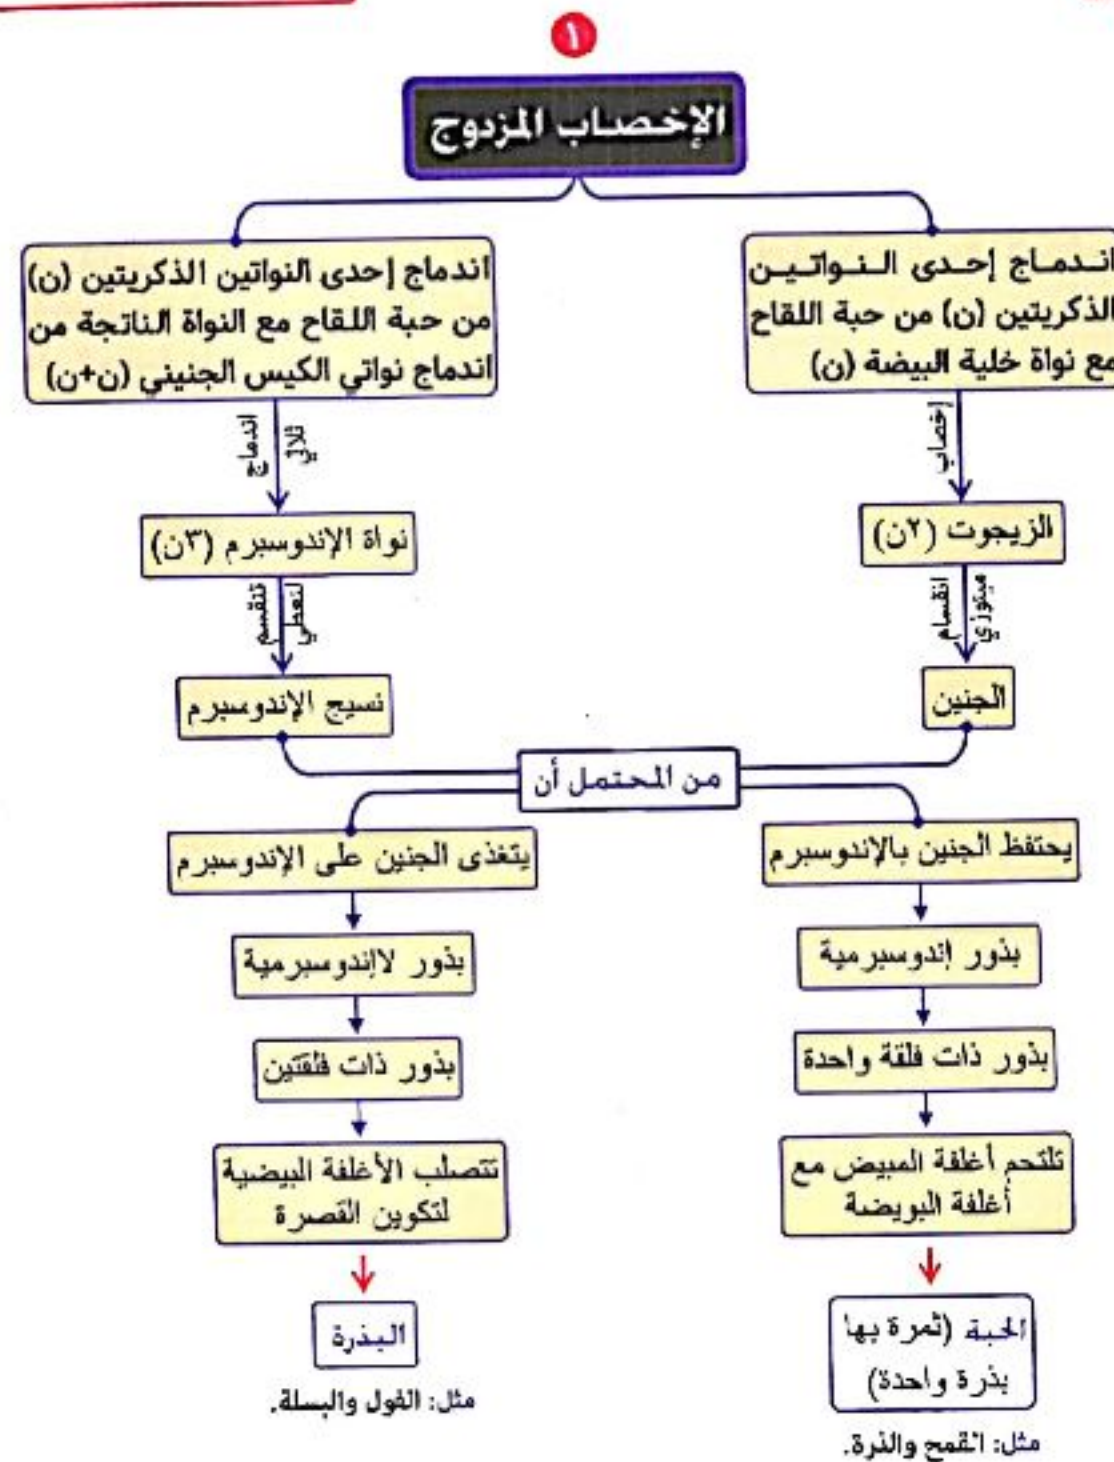 ١
الإخصاب المزدوج
اندماج إحدى النواتين
الذكريتين (ن) من حبة اللقاح
مع نواة خلية البيضة (ن)
إخصاب
الزيجوت (٢ن)
انقسام
ميتوزي
الجنين
اندماج إحدى النواتين الذكريتين (ن)
من حبة اللقاح مع النواة الناتجة من
اندماج نواتي الكيس الجنيني (ن+ن)
اندماج
ثلاثي
نواة الإندوسبرم (٣ن)
تنقسم
لتعطي
نسيج الإندوسبرم
من المحتمل أن
يحتفظ الجنين بالإندوسبرم
بذور إندوسبرمية
بذور ذات فلقة واحدة
تلتحم أغلفة المبيض مع
أغلفة البويضة
الحبة (ثمرة بها
بذرة واحدة)
مثل: القمح والذرة.
يتغذى الجنين على الإندوسبرم
بذور لاإندوسبرمية
بذور ذات فلقتين
تتصلب الأغلفة البيضية
لتكوين القصرة
البذرة
مثل: الفول والبسلة.